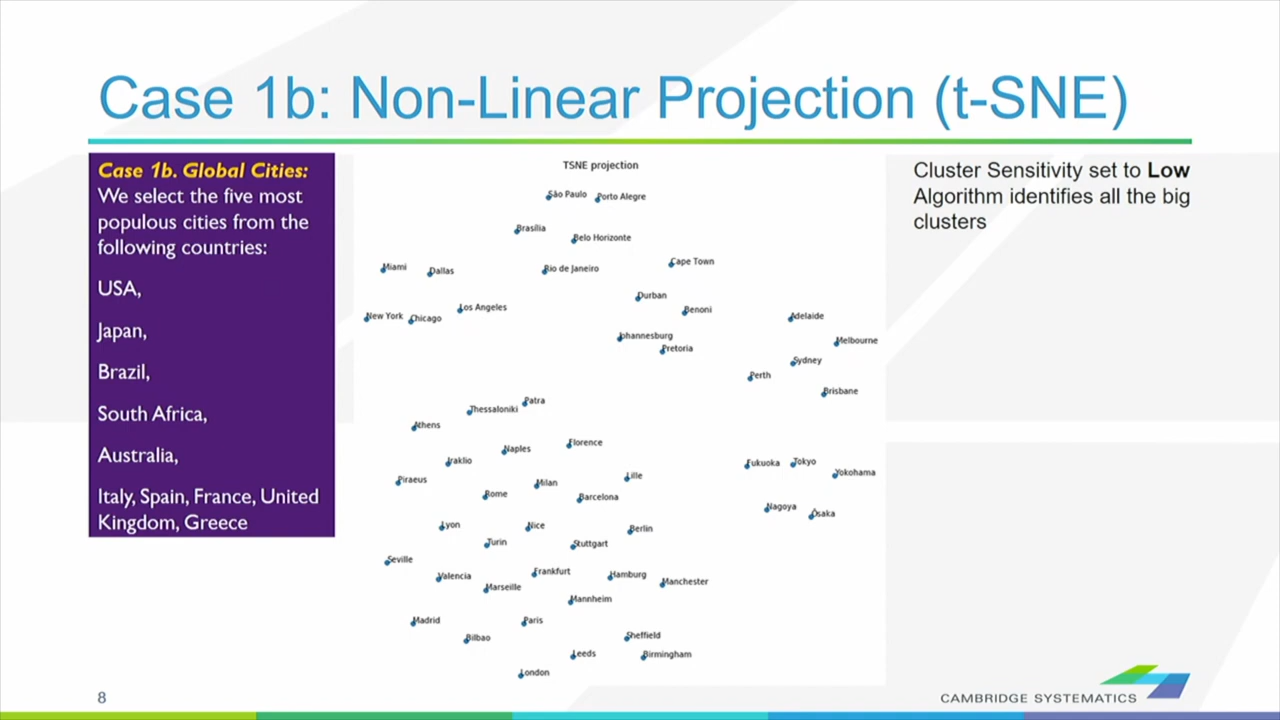 Case 1b: Non-Linear Projection (t-SNE)
Case 1b. Global Cities:
We select the five most
populous cities from the
following countries:
USA,
Japan,
Brazil,
South Africa,
Australia,
Italy, Spain, France, United
Kingdom, Greece
TSNE projection
São Paulo
Porto Alegre
Brasília
Belo Horizonte
Cape Town
Miami
Dallas
Rio de Janeiro
Durban
Los Angeles
Benoni
New York
Chicago
Adelaide
Johannesburg
Melbourne
Pretoria
Sydney
Perth
Brisbane
Patra
Thessaloniki
Athens
Florence
Naples
Iraklio
Fukuoka
Tokyo
Yokohama
Piraeus
Lille
Milan
Rome
Barcelona
Nagoya
Ōsaka
Lyon
Nice
Berlin
Turin
Stuttgart
Seville
Frankfurt
Valencia
Hamburg
Manchester
Marseille
Mannheim
Madrid
Paris
Bilbao
Sheffield
Leeds
Birmingham
London
Cluster Sensitivity set to Low
Algorithm identifies all the big
clusters
8
CAMBRIDGE SYSTEMATICS